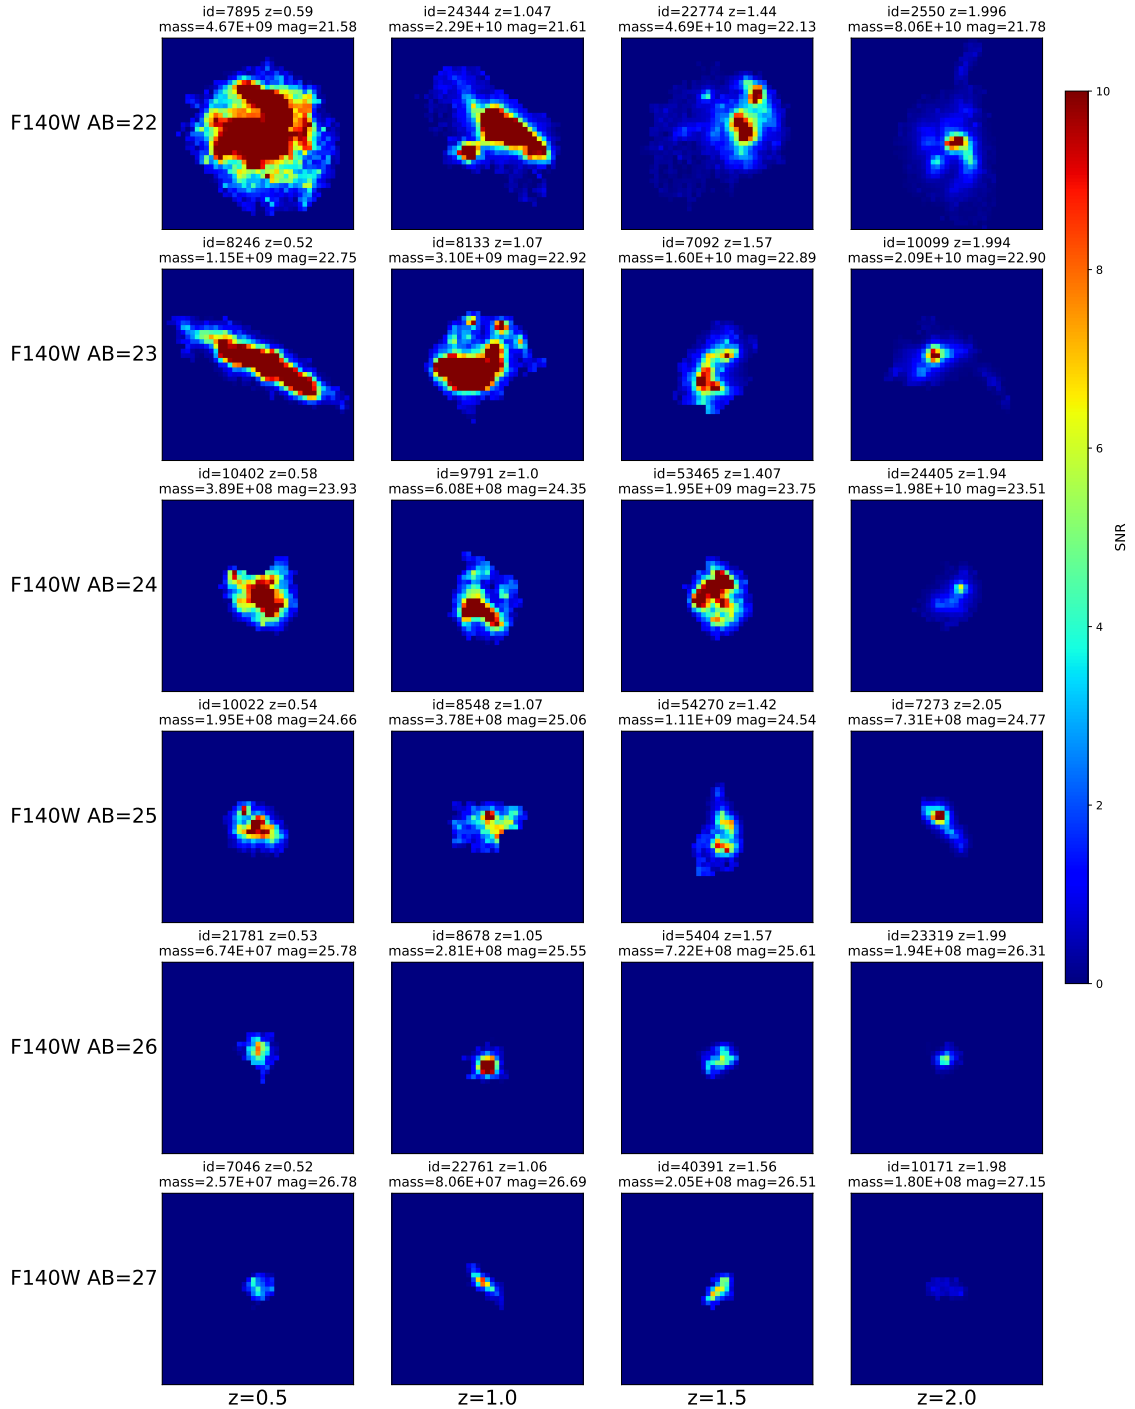 id=7895 z=0.59
mass=4.67E+09 mag=21.58
id=24344 z=1.047
mass=2.29E+10 mag=21.61
id=22774 z=1.44
mass=4.69E+10 mag=22.13
id=2550 z=1.996
mass=8.06E+10 mag=21.78
F140W AB=22
id=8246 z=0.52
mass=1.15E+09 mag=22.75
id=8133 z=1.07
mass=3.10E+09 mag=22.92
id=7092 z=1.57
mass=1.60E+10 mag=22.89
id=10099 z=1.994
mass=2.09E+10 mag=22.90
F140W AB=23
id=10402 z=0.58
mass=3.89E+08 mag=23.93
id=9791 z=1.0
mass=6.08E+08 mag=24.35
id=53465 z=1.407
mass=1.95E+09 mag=23.75
id=24405 z=1.94
mass=1.98E+10 mag=23.51
F140W AB=24
id=10022 z=0.54
mass=1.95E+08 mag=24.66
id=8548 z=1.07
mass=3.78E+08 mag=25.06
id=54270 z=1.42
mass=1.11E+09 mag=24.54
id=7273 z=2.05
mass=7.31E+08 mag=24.77
F140W AB=25
id=21781 z=0.53
mass=6.74E+07 mag=25.78
id=8678 z=1.05
mass=2.81E+08 mag=25.55
id=5404 z=1.57
mass=7.22E+08 mag=25.61
id=23319 z=1.99
mass=1.94E+08 mag=26.31
F140W AB=26
id=7046 z=0.52
mass=2.57E+07 mag=26.78
id=22761 z=1.06
mass=8.06E+07 mag=26.69
id=40391 z=1.56
mass=2.05E+08 mag=26.51
id=10171 z=1.98
mass=1.80E+08 mag=27.15
F140W AB=27
z=0.5
z=1.0
z=1.5
z=2.0
10
8
6
4
2
0
SNR